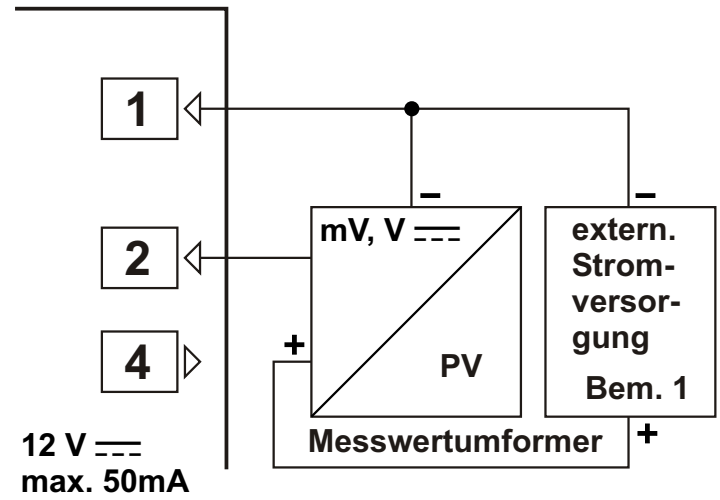 1
2
4
12 V
max. 50mA
−
mV, V
+
PV
Messwertumformer
−
extern.
Strom-
versor-
gung
Bem. 1
+